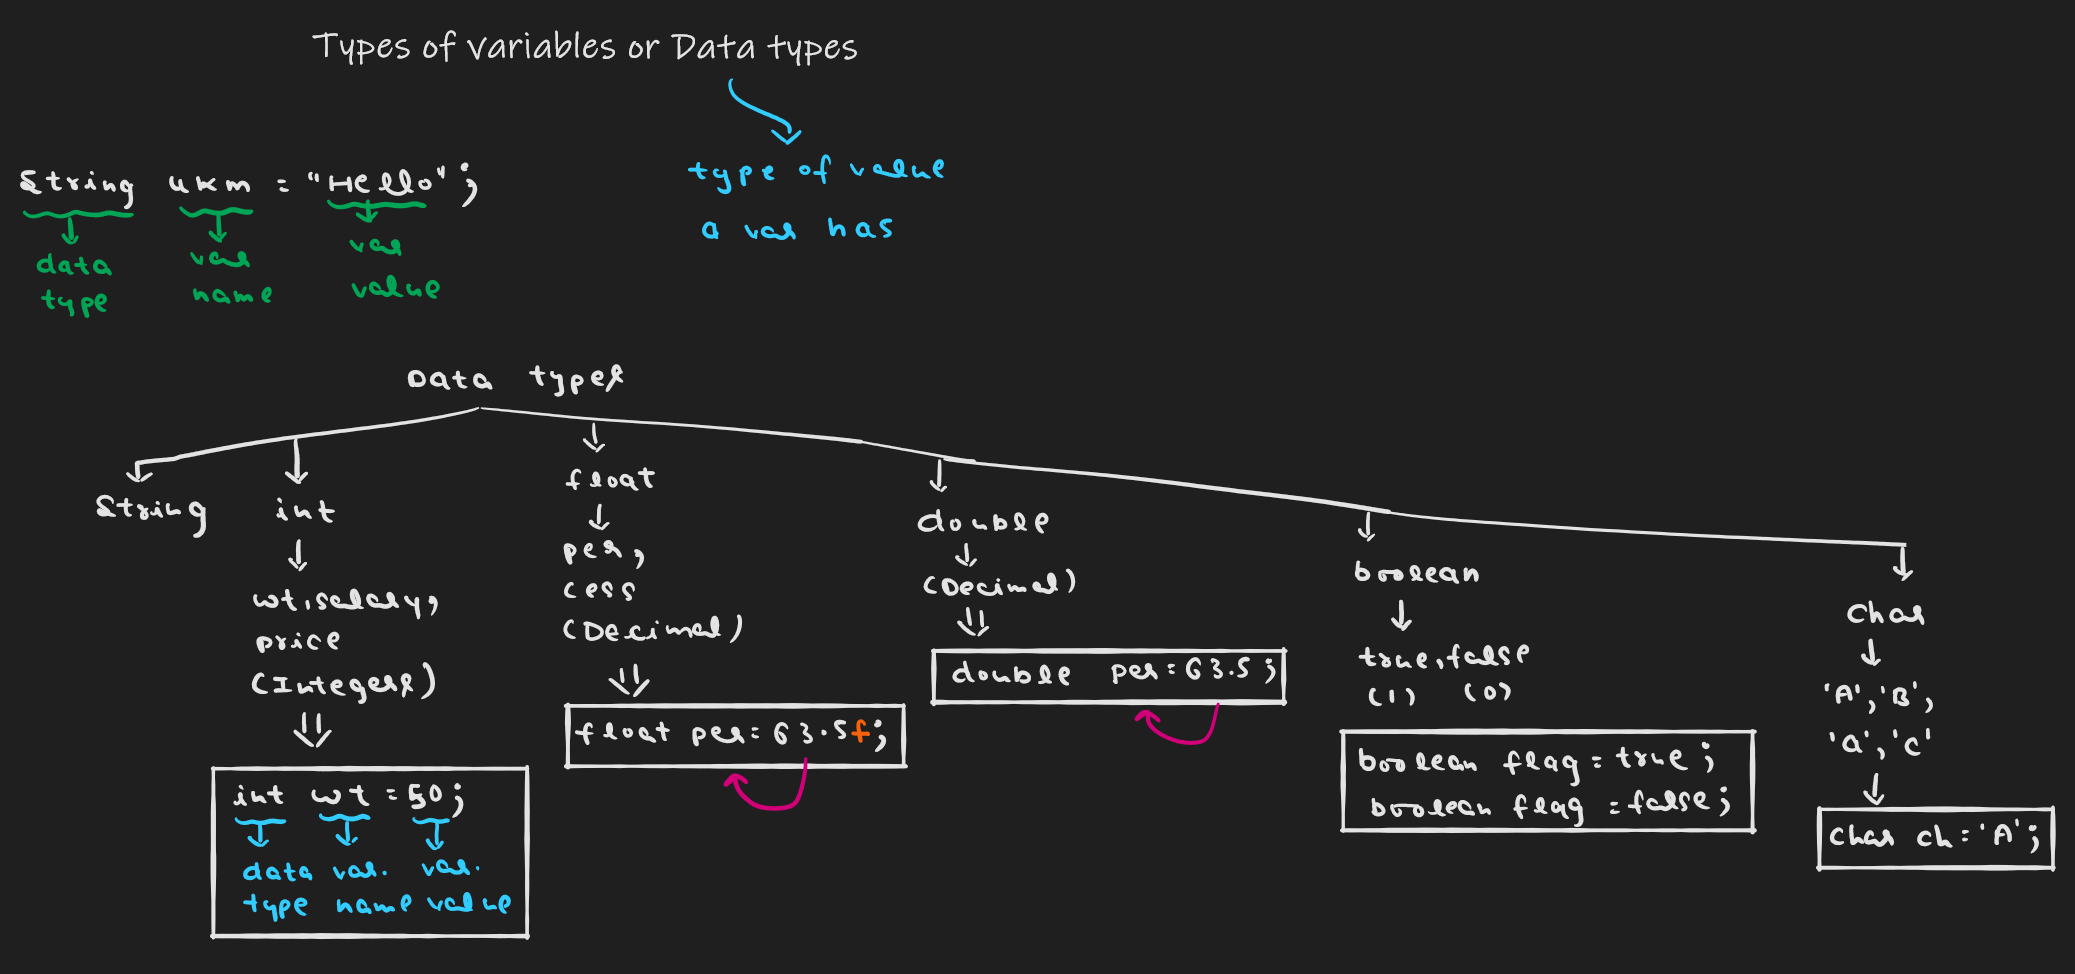 Types of variables or Data types
type of value
a var has
String ukm = "Hello";
data type
var name
var value
Data types
String
int
wt, salary,
price
(Integers)
int wt = 50;
data type
var. name
var. value
float
per,
cess
(Decimal)
float per = 63.5f;
double
(Decimal)
double per = 63.5;
boolean
true, false
(1) (0)
boolean flag = true;
boolean flag = false;
char
'A', 'B',
'a', 'c'
char ch = 'A';